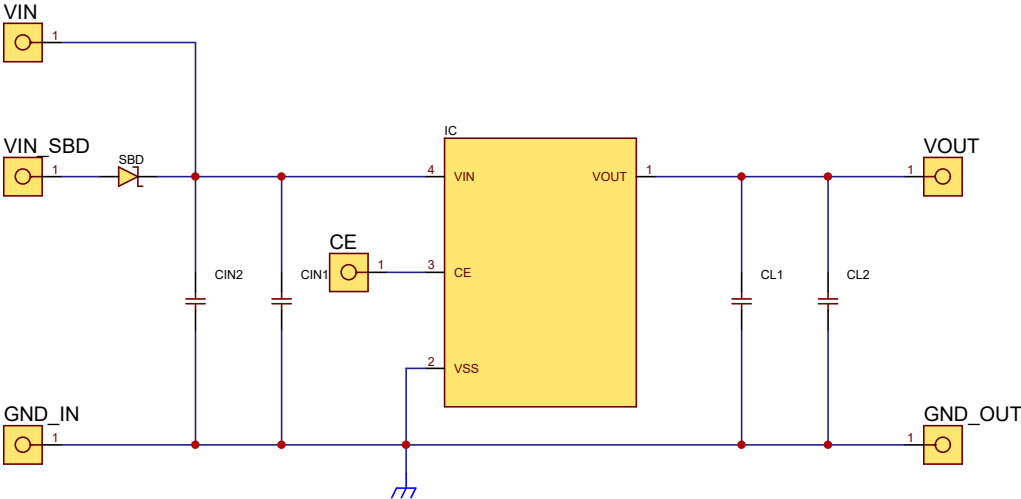 VIN
1
VIN_SBD
1
SBD
IC
4
VIN
VOUT
1
VOUT
1
CIN2
CIN1
CE
1
3
CE
CL1
CL2
2
VSS
GND_IN
1
GND_OUT
1